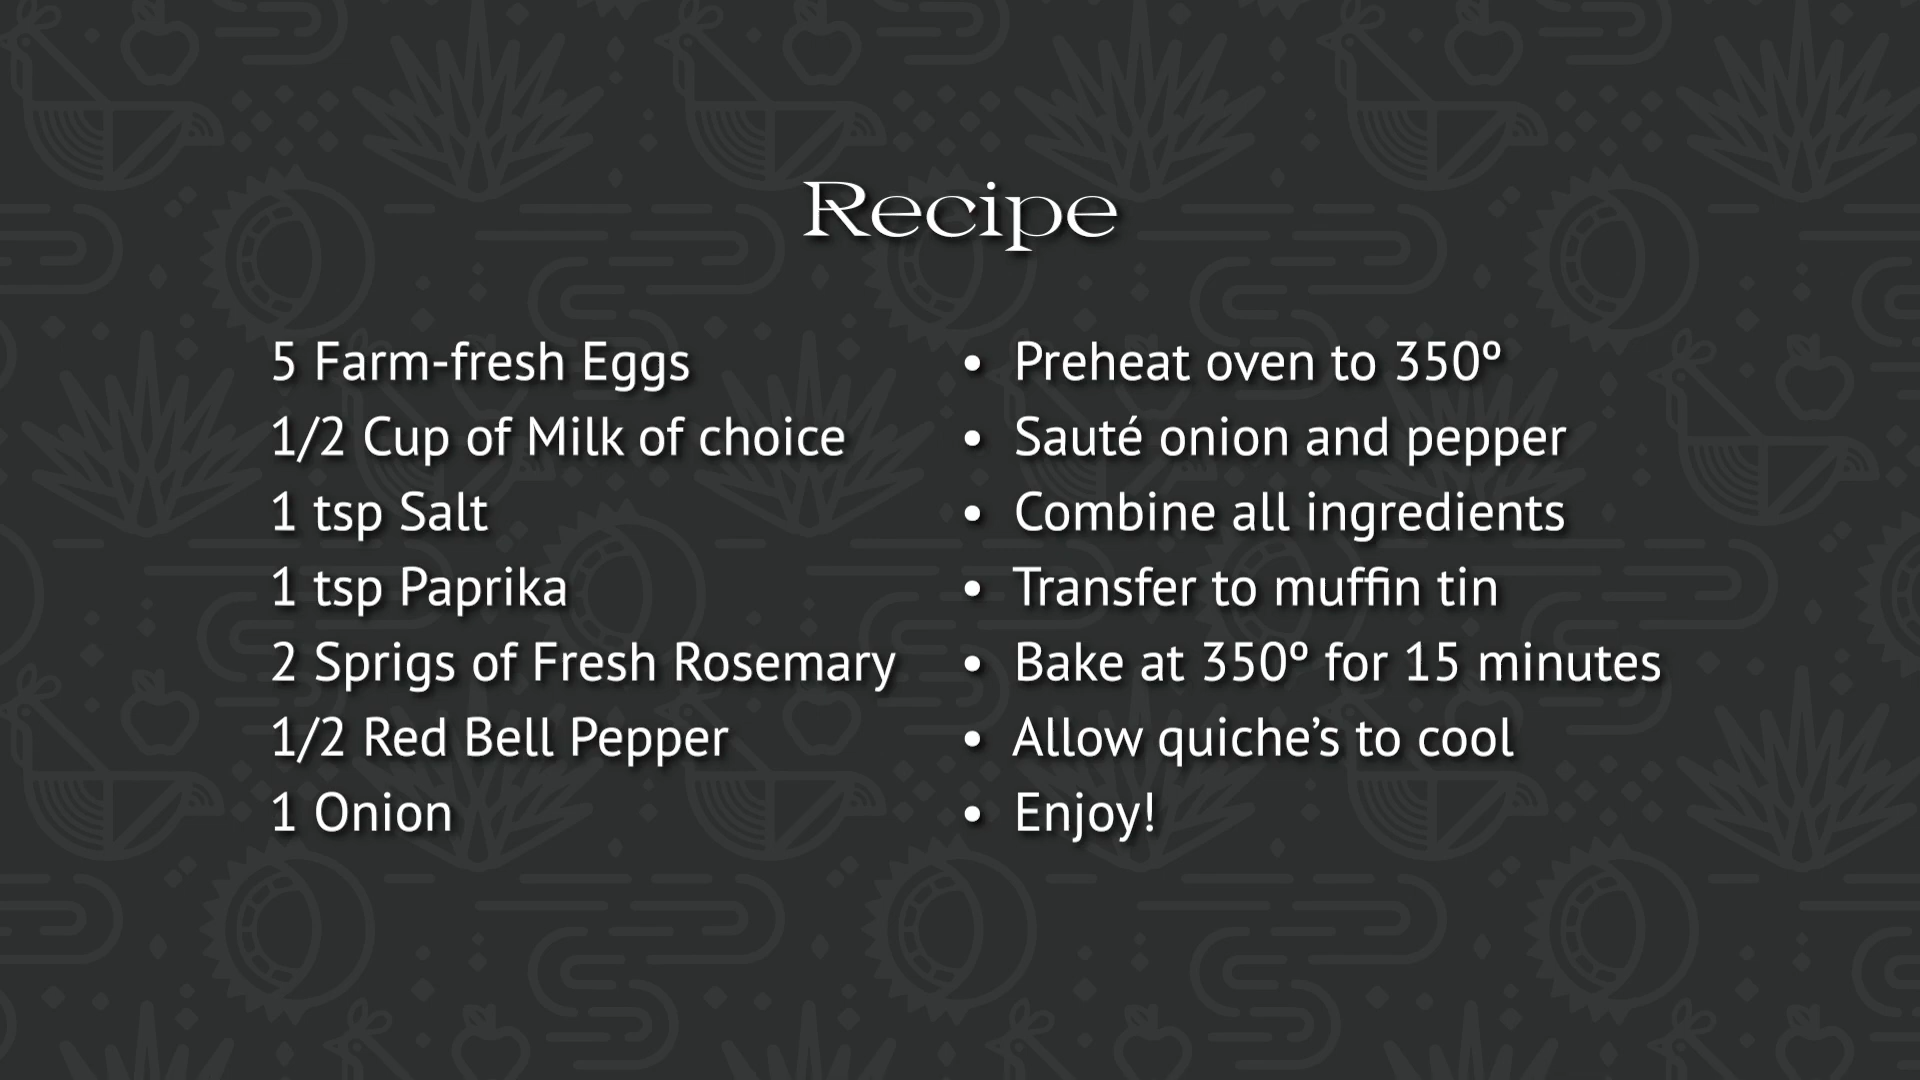 Recipe
5 Farm-fresh Eggs
1/2 Cup of Milk of choice
1 tsp Salt
1 tsp Paprika
2 Sprigs of Fresh Rosemary
1/2 Red Bell Pepper
1 Onion
• Preheat oven to 350º
• Sauté onion and pepper
• Combine all ingredients
• Transfer to muffin tin
• Bake at 350º for 15 minutes
• Allow quiche’s to cool
• Enjoy!